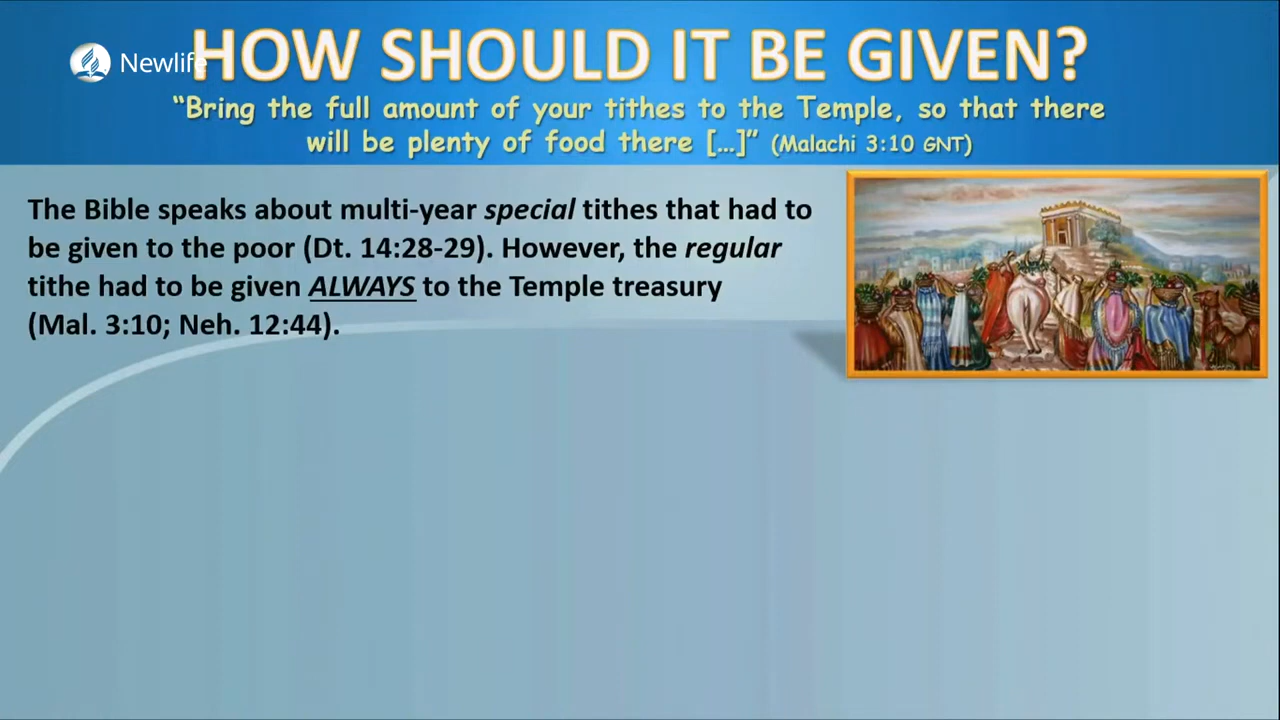 HOW SHOULD IT BE GIVEN?
Newlife
“Bring the full amount of your tithes to the Temple, so that there
will be plenty of food there [...]” (Malachi 3:10 GNT)
The Bible speaks about multi-year special tithes that had to
be given to the poor (Dt. 14:28-29). However, the regular
tithe had to be given ALWAYS to the Temple treasury
(Mal. 3:10; Neh. 12:44).